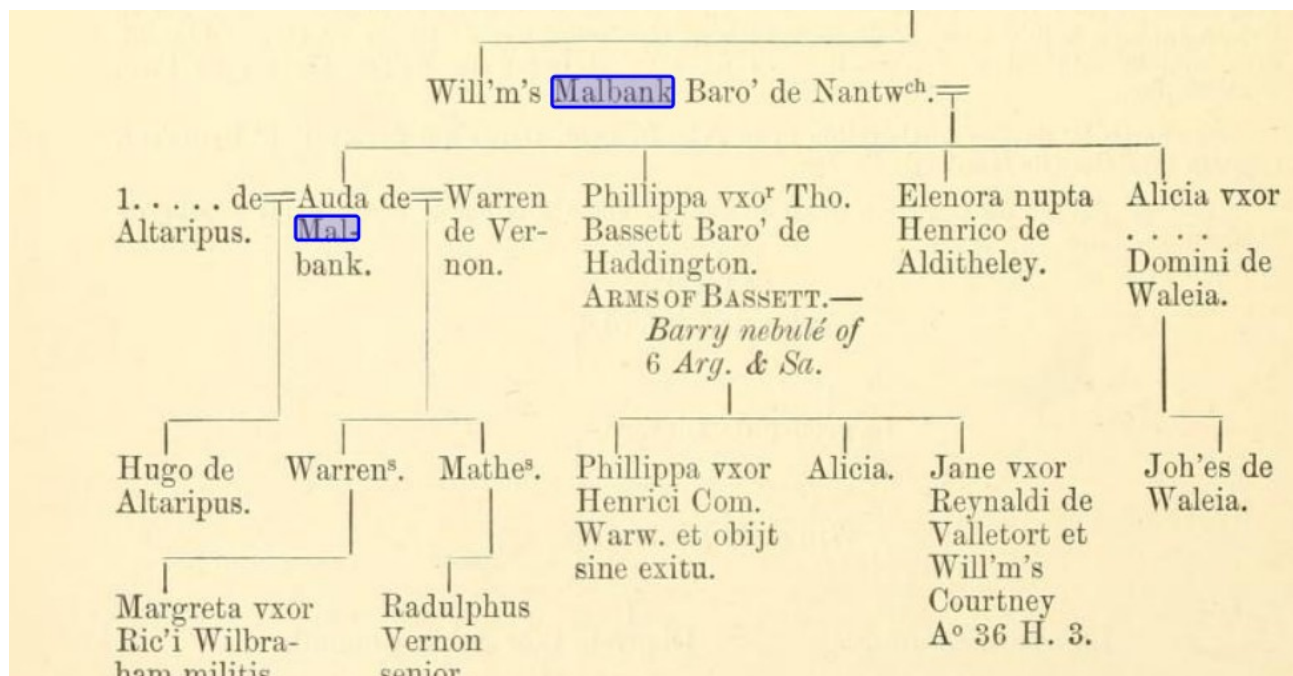 Will'm's Malbank Baro' de Nantwᶜʰ.
1. . . . . de
Altaripus.
Auda de
Mal-
bank.
Warren
de Ver-
non.
Phillippa vxoʳ Tho.
Bassett Baro' de
Haddington.
ARMS OF BASSETT.—
Barry nebulé of
6 Arg. & Sa.
Elenora nupta
Henrico de
Alditheley.
Alicia vxor
. . . .
Domini de
Waleia.
Hugo de
Altaripus.
Warrenˢ.
Matheˢ.
Phillippa vxor
Henrici Com.
Warw. et obijt
sine exitu.
Alicia.
Jane vxor
Reynaldi de
Valletort et
Will'm's
Courtney
Aº 36 H. 3.
Joh'es de
Waleia.
Margreta vxor
Ric'i Wilbra-
ham militis
Radulphus
Vernon
senior